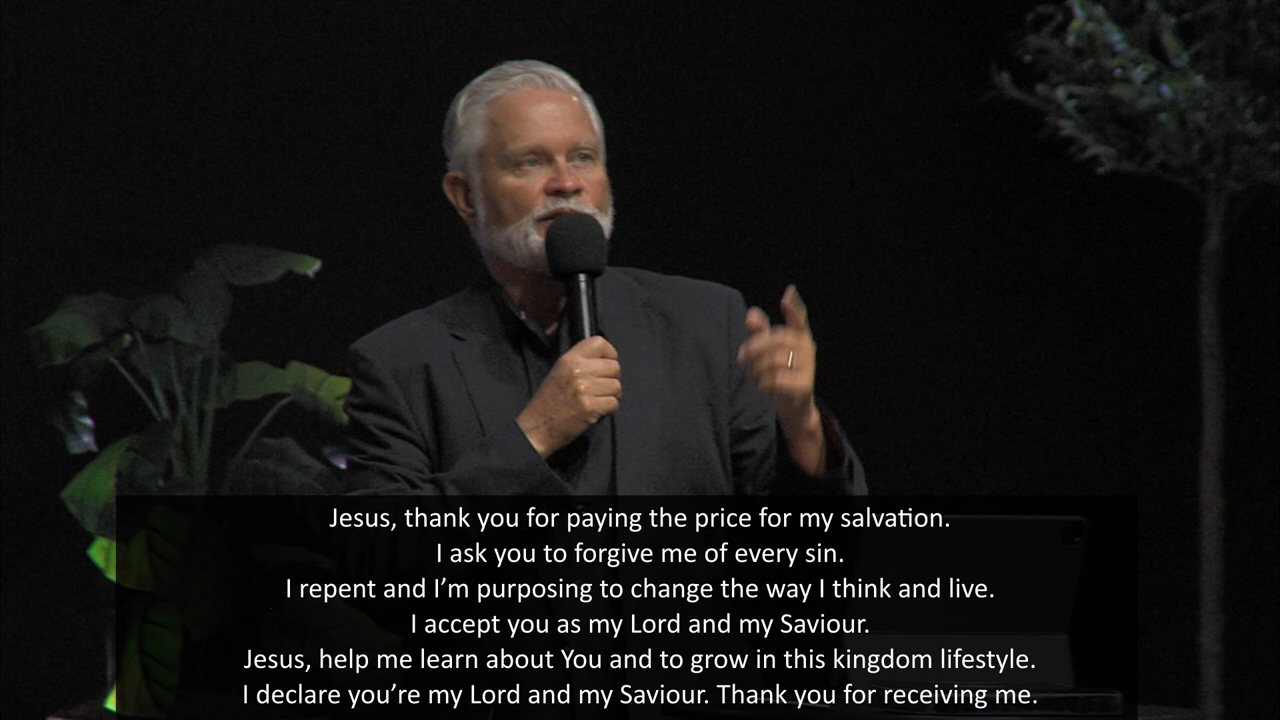 Jesus, thank you for paying the price for my salvation.
I ask you to forgive me of every sin.
I repent and I’m purposing to change the way I think and live.
I accept you as my Lord and my Saviour.
Jesus, help me learn about You and to grow in this kingdom lifestyle.
I declare you’re my Lord and my Saviour. Thank you for receiving me.